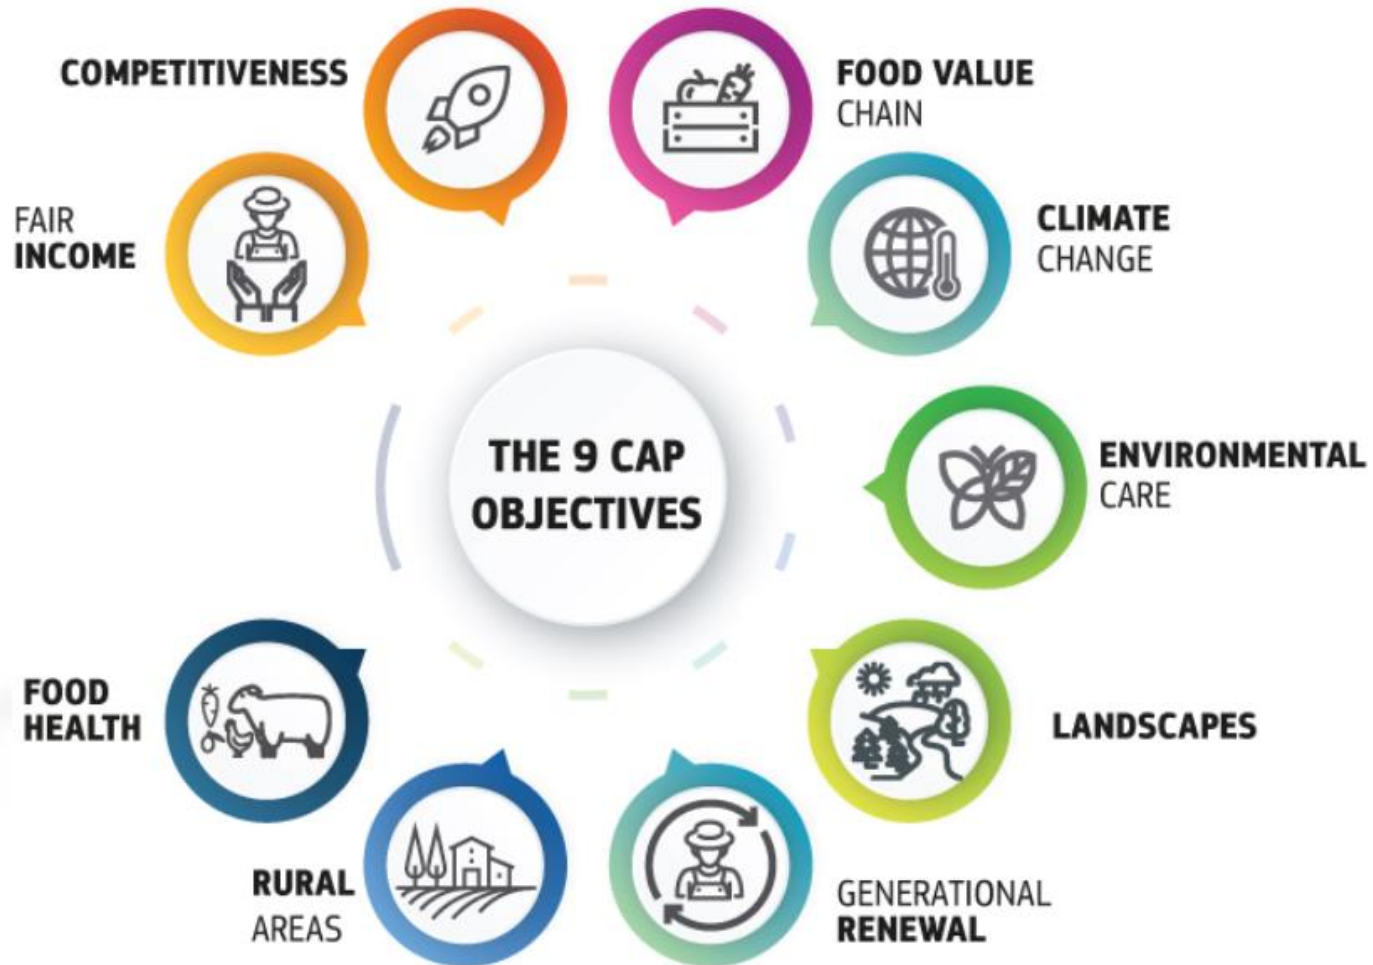 COMPETITIVENESS
FOOD VALUE
CHAIN
FAIR
INCOME
CLIMATE
CHANGE
THE 9 CAP
OBJECTIVES
ENVIRONMENTAL
CARE
FOOD
HEALTH
LANDSCAPES
RURAL
AREAS
GENERATIONAL
RENEWAL